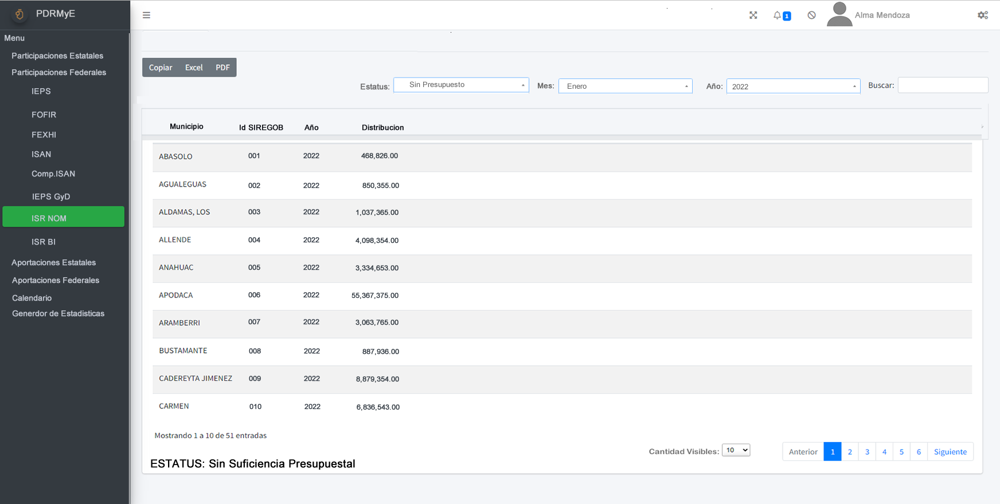 PDRMyE
1
Alma Mendoza
Menu
Participaciones Estatales
Participaciones Federales
IEPS
FOFIR
FEXHI
ISAN
Comp.ISAN
IEPS GyD
ISR NOM
ISR BI
Aportaciones Estatales
Aportaciones Federales
Calendario
Generdor de Estadisticas
Copiar Excel PDF
Estatus: Sin Presupuesto Mes: Enero Año: 2022 Buscar:
Municipio Id SIREGOB Año Distribucion
ABASOLO 001 2022 468,826.00
AGUALEGUAS 002 2022 850,355.00
ALDAMAS, LOS 003 2022 1,037,365.00
ALLENDE 004 2022 4,098,354.00
ANAHUAC 005 2022 3,334,653.00
APODACA 006 2022 55,367,375.00
ARAMBERRI 007 2022 3,063,765.00
BUSTAMANTE 008 2022 887,936.00
CADEREYTA JIMENEZ 009 2022 8,879,354.00
CARMEN 010 2022 6,836,543.00
Mostrando 1 a 10 de 51 entradas
Cantidad Visibles: 10 Anterior 1 2 3 4 5 6 Siguiente
ESTATUS: Sin Suficiencia Presupuestal